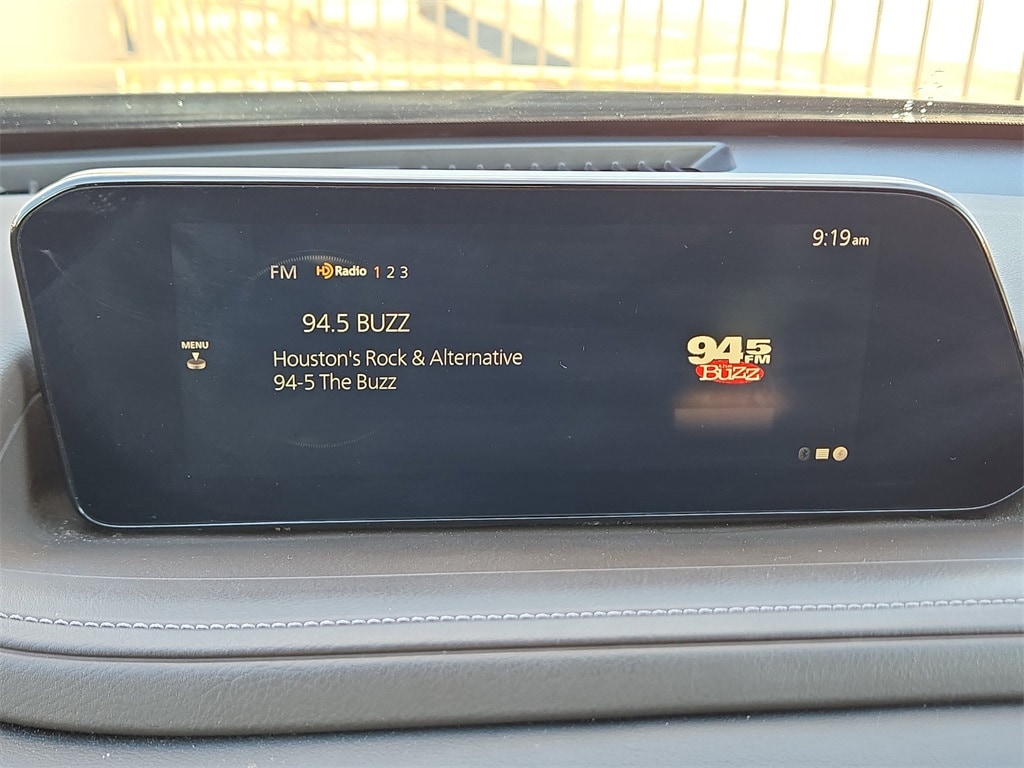 9:19am
FM HD Radio 1 2 3
94.5 BUZZ
MENU
Houston's Rock & Alternative
94-5 The Buzz
94.5 FM
the Buzz